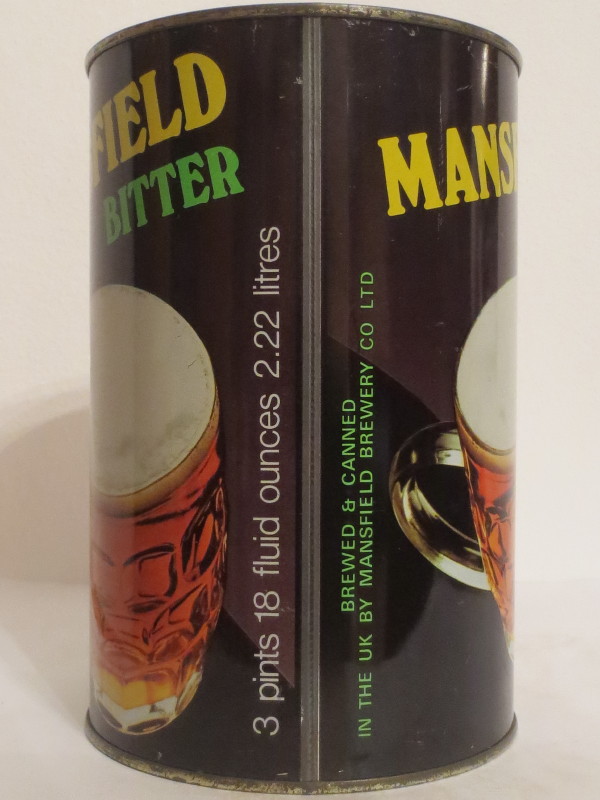 FIELD
BITTER
3 pints 18 fluid ounces 2.22 litres
BREWED & CANNED
IN THE UK BY MANSFIELD BREWERY CO LTD
MANS